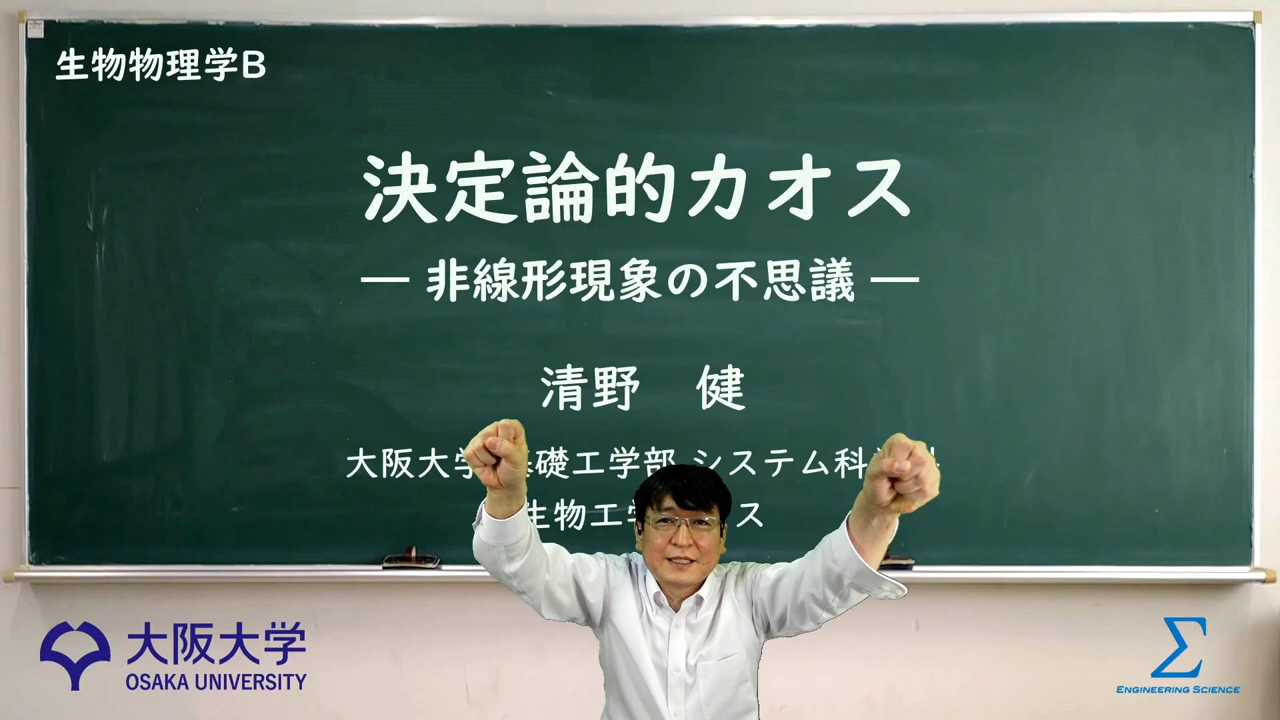 生物物理学B
決定論的カオス
― 非線形現象の不思議 ―
清野 健
大阪大学 礎工学部 システム科
生物工 ス
大阪大学
OSAKA UNIVERSITY
Σ
ENGINEERING SCIENCE